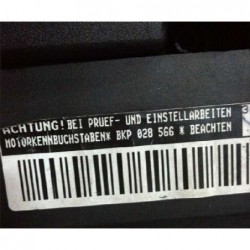 ACHTUNG! BEI PRUEF- UND EINSTELLARBEITEN
MOTORKENNBUCHSTABEN* BKP 028 566 * BEACHTEN